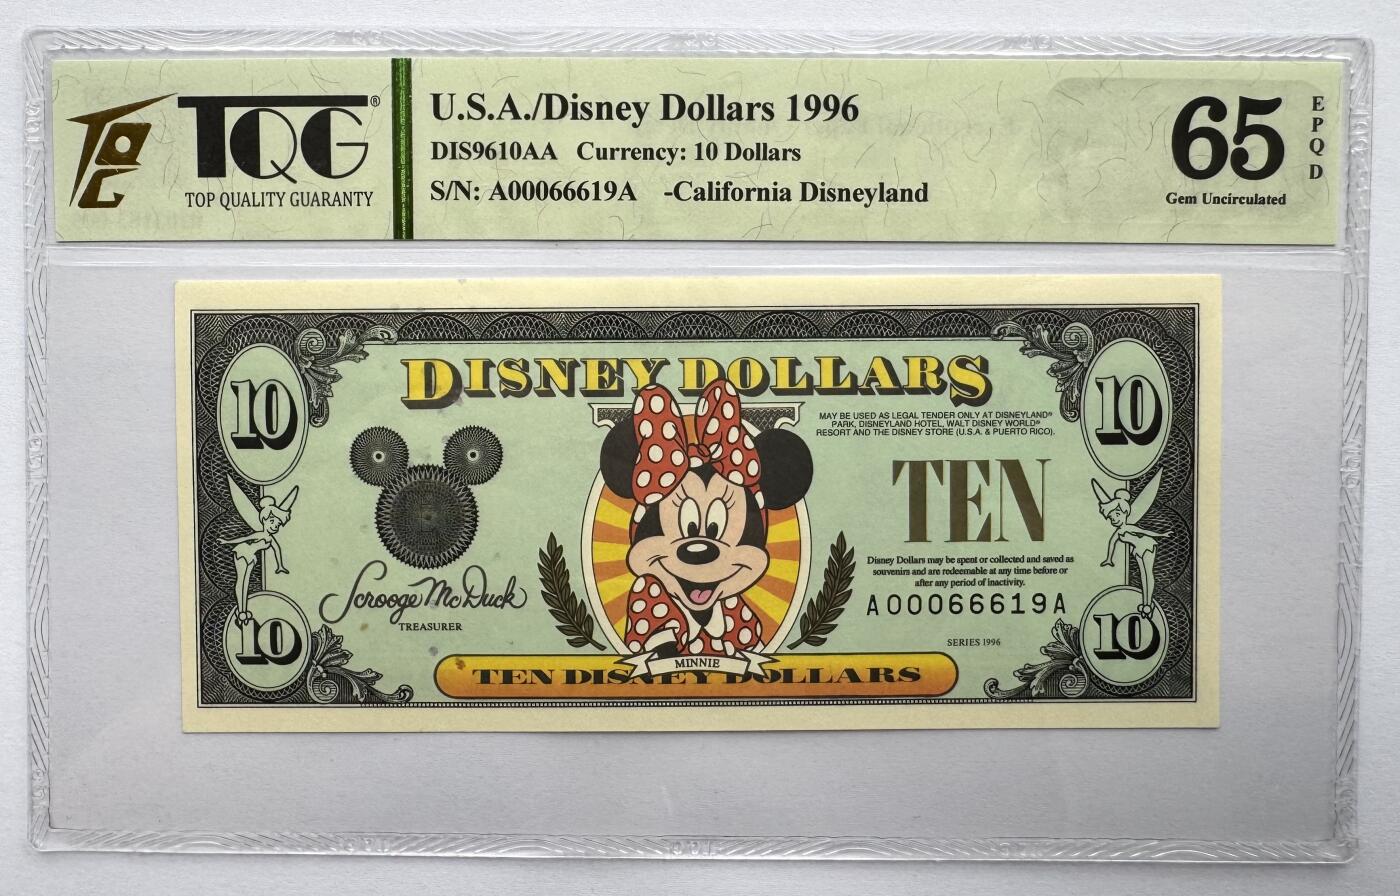 TQG®
TOP QUALITY GUARANTY
U.S.A./Disney Dollars 1996
DIS9610AA Currency: 10 Dollars
S/N: A00066619A -California Disneyland
65
EPQD
Gem Uncirculated
DISNEY DOLLARS
10
10
MAY BE USED AS LEGAL TENDER ONLY AT DISNEYLAND®
PARK, DISNEYLAND HOTEL, WALT DISNEY WORLD®
RESORT AND THE DISNEY STORE (U.S.A. & PUERTO RICO).
TEN
Disney Dollars may be spent or collected and saved as
souvenirs and are redeemable at any time before or
after any period of inactivity.
A00066619A
Scrooge McDuck
TREASURER
SERIES 1996
10
10
MINNIE
TEN DISNEY DOLLARS